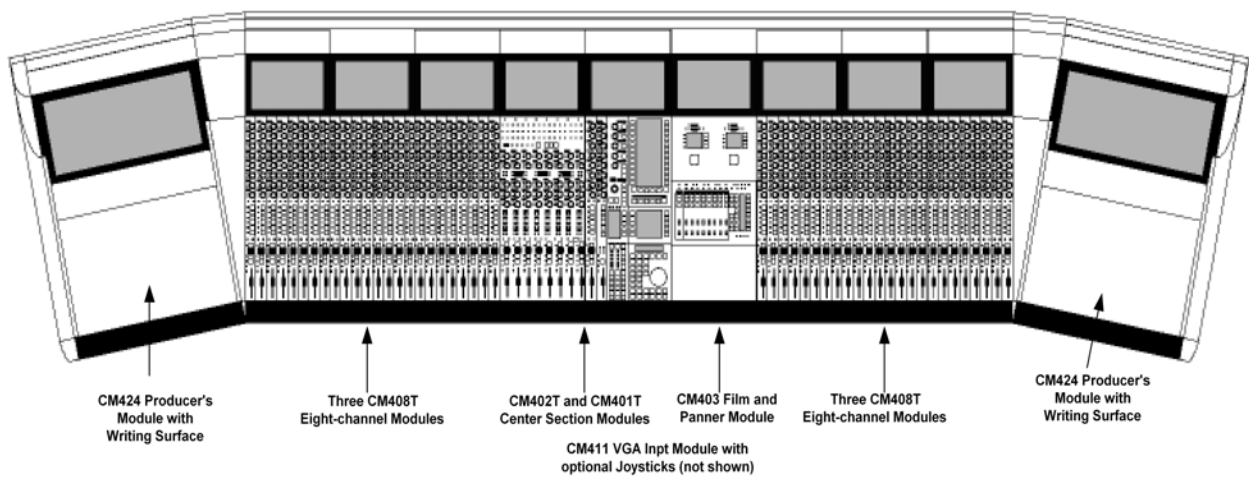 CM424 Producer's
Module with
Writing Surface
Three CM408T
Eight-channel Modules
CM402T and CM401T
Center Section Modules
CM403 Film and
Panner Module
Three CM408T
Eight-channel Modules
CM424 Producer's
Module with
Writing Surface
CM411 VGA Inpt Module with
optional Joysticks (not shown)